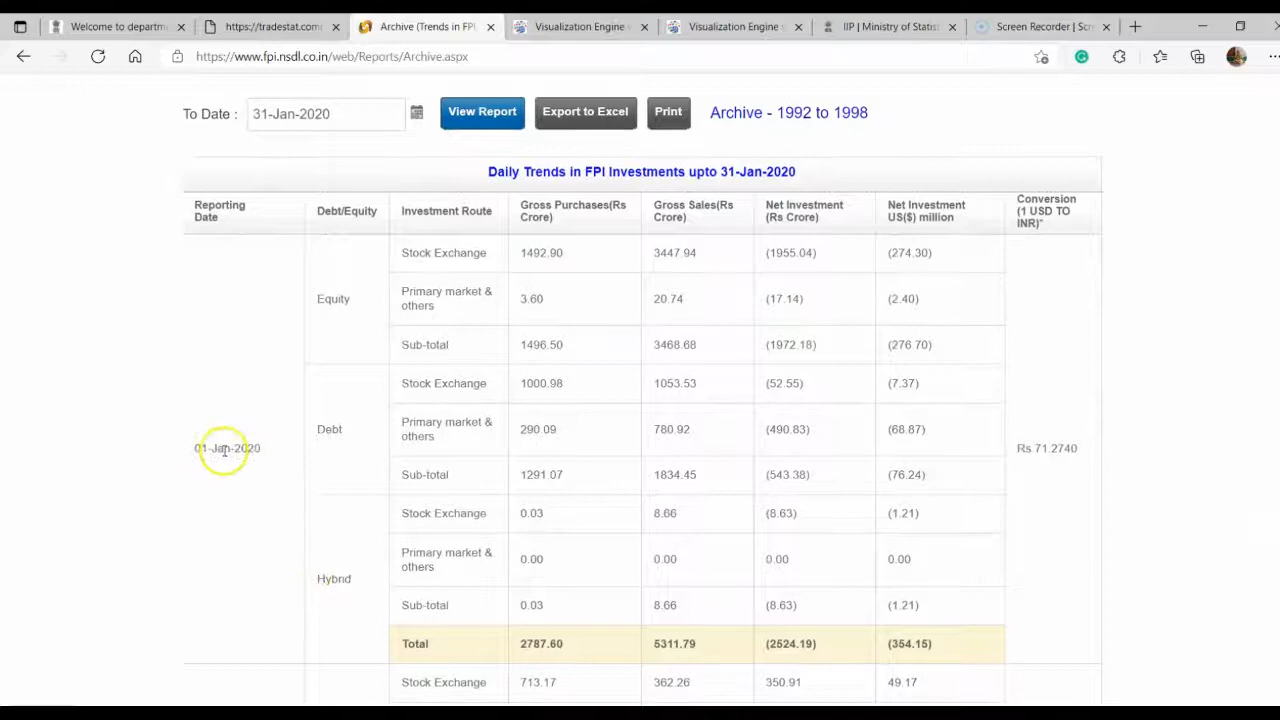 Welcome to departm
https://tradestat.com
Archive (Trends in FPI
Visualization Engine
Visualization Engine
IIP | Ministry of Statis
Screen Recorder | Scre
https://www.fpi.nsdl.co.in/web/Reports/Archive.aspx
To Date : 31-Jan-2020 View Report Export to Excel Print Archive - 1992 to 1998
Daily Trends in FPI Investments upto 31-Jan-2020
Reporting Date Debt/Equity Investment Route Gross Purchases(Rs Crore) Gross Sales(Rs Crore) Net Investment (Rs Crore) Net Investment US($) million Conversion (1 USD TO INR)*
Stock Exchange 1492.90 3447.94 (1955.04) (274.30)
Equity Primary market & others 3.60 20.74 (17.14) (2.40)
Sub-total 1496.50 3468.68 (1972.18) (276.70)
Stock Exchange 1000.98 1053.53 (52.55) (7.37)
Debt Primary market & others 290.09 780.92 (490.83) (68.87)
01-Jan-2020 Rs 71.2740
Sub-total 1291.07 1834.45 (543.38) (76.24)
Stock Exchange 0.03 8.66 (8.63) (1.21)
Primary market & others 0.00 0.00 0.00 0.00
Hybrid
Sub-total 0.03 8.66 (8.63) (1.21)
Total 2787.60 5311.79 (2524.19) (354.15)
Stock Exchange 713.17 362.26 350.91 49.17